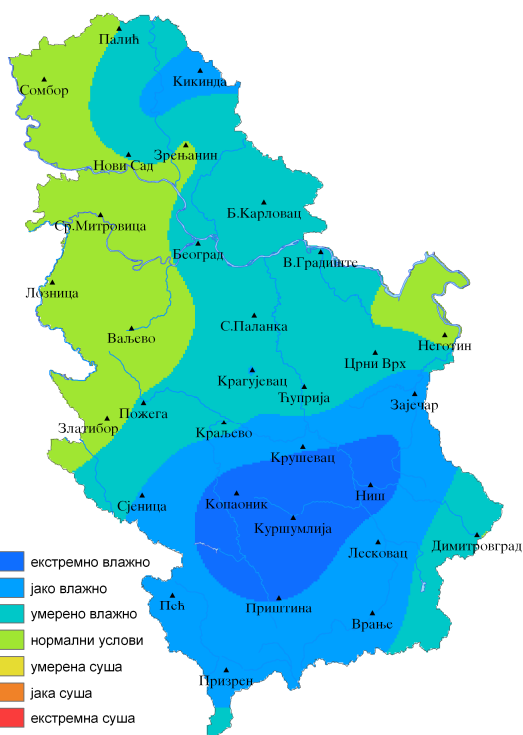 Палић
Кикинда
Сомбор
Зрењанин
Нови Сад
Б.Карловац
Ср.Митровица
Београд
В.Градиште
Лозница
С.Паланка
Ваљево
Неготин
Црни Врх
Крагујевац
Ћуприја
Зајечар
Пожега
Златибор
Краљево
Крушевац
Ниш
Сјеница
Копаоник
Куршумлија
Димитровград
Лесковац
Пећ
Приштина
Врање
Призрен
екстремно влажно
јако влажно
умерено влажно
нормални услови
умерена суша
јака суша
екстремна суша